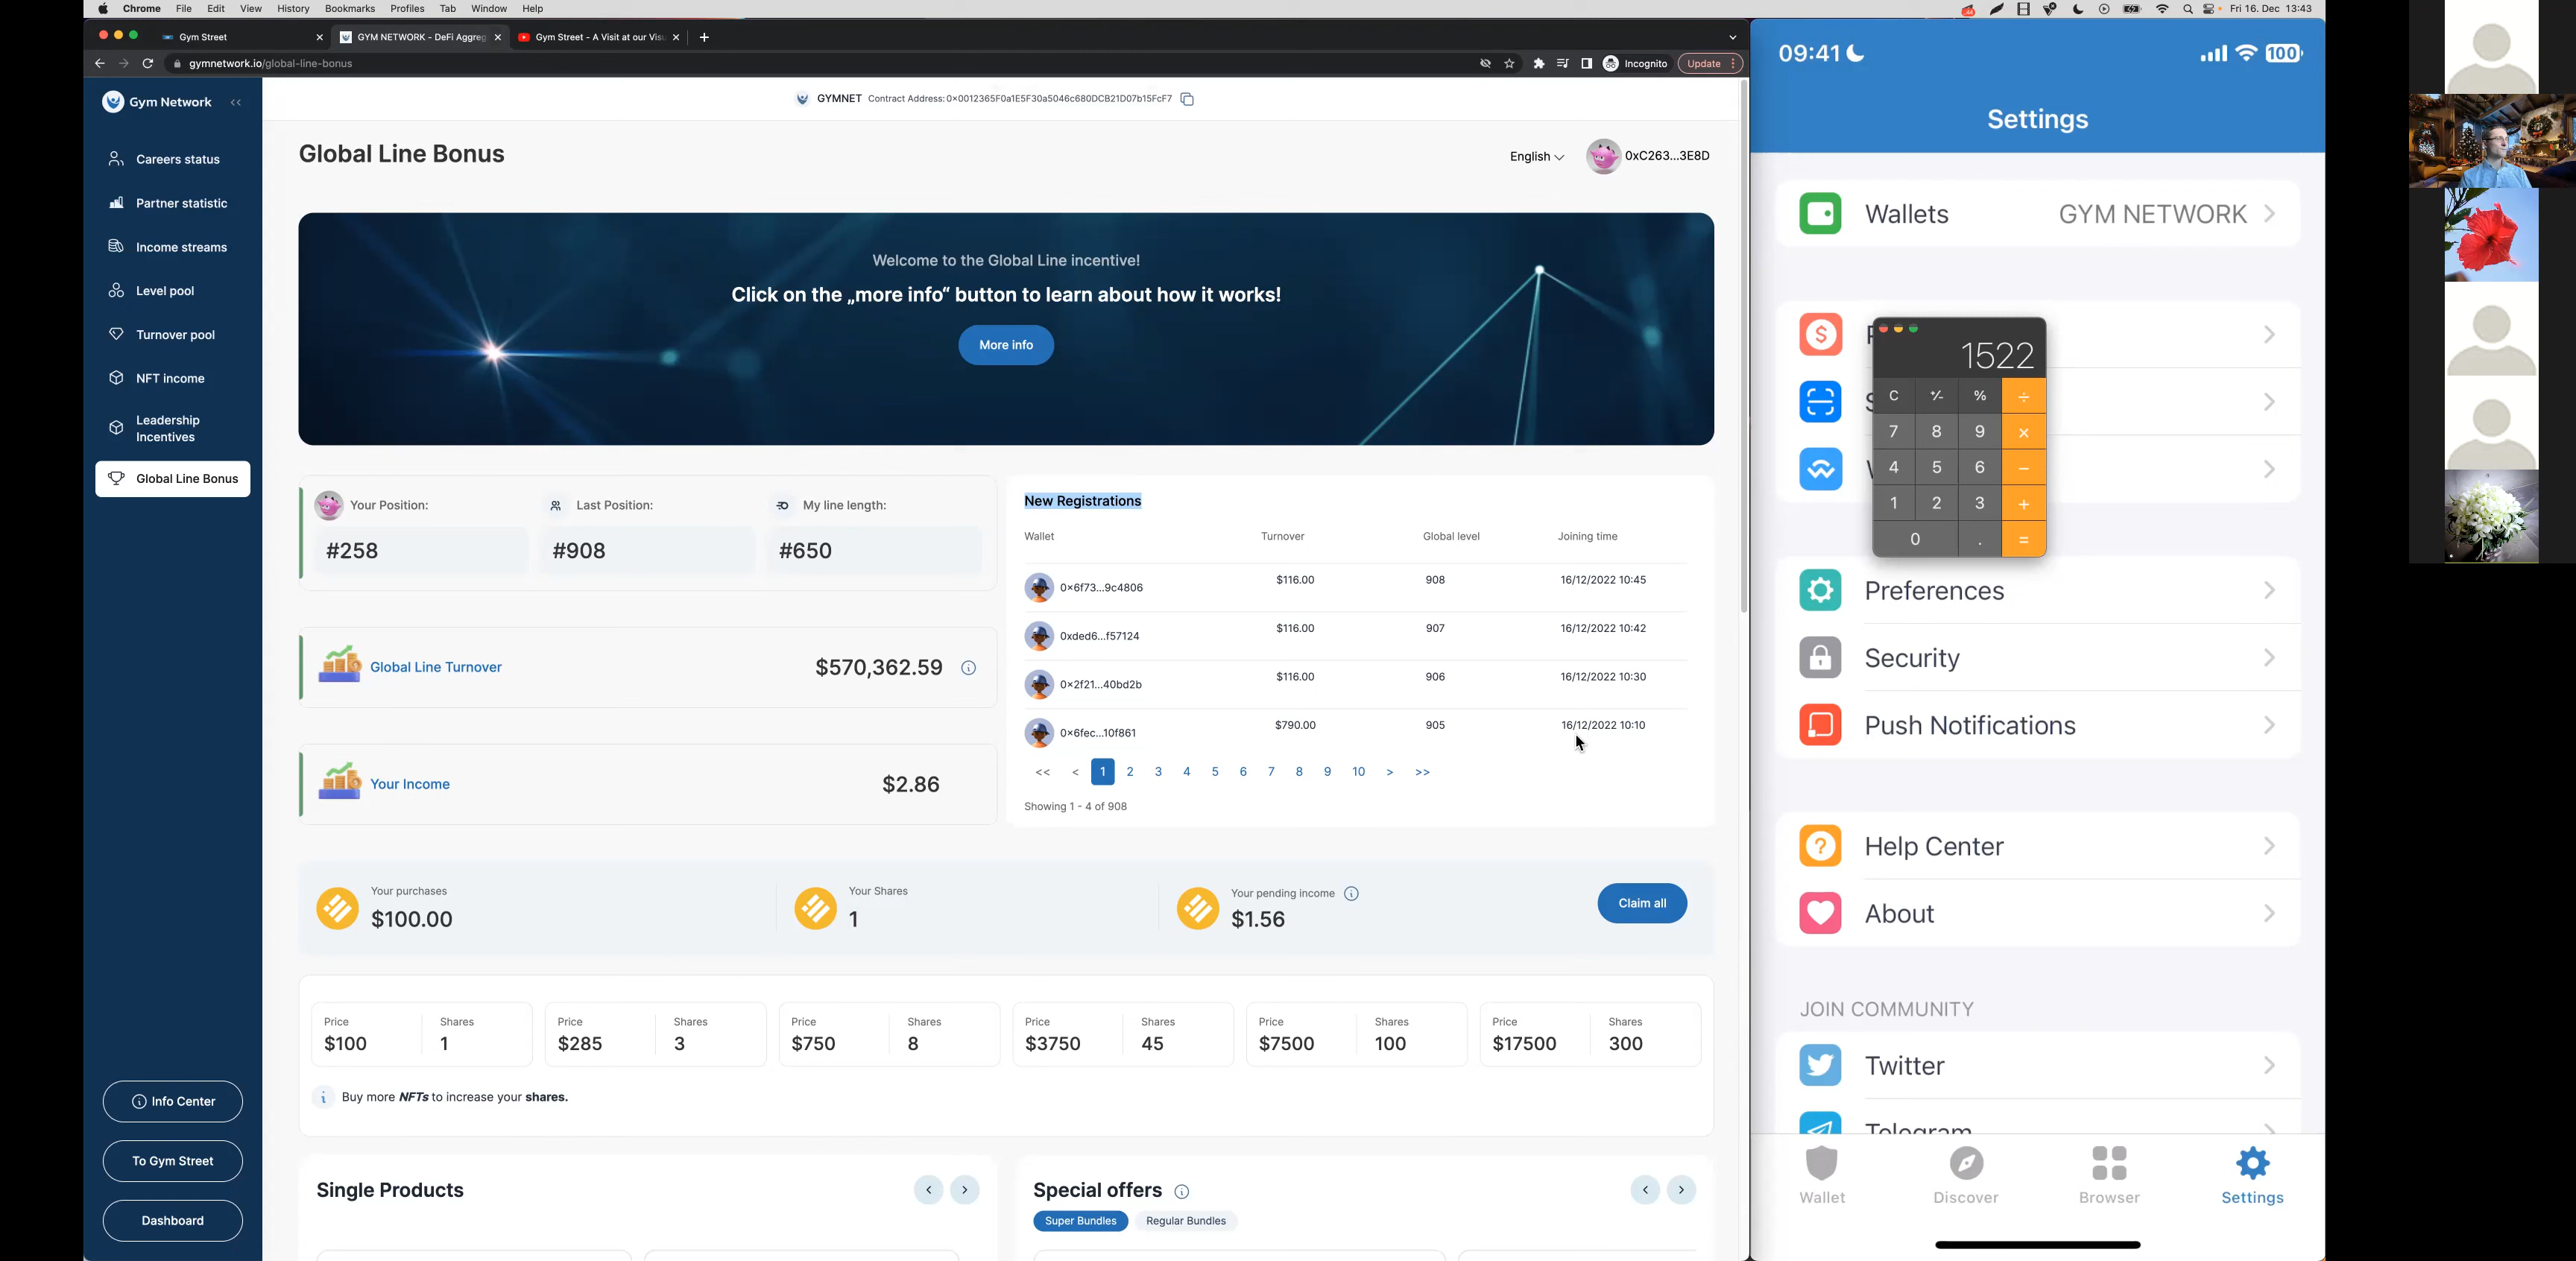 Chrome File Edit View History Bookmarks Profiles Tab Window Help
Fri 16. Dec 13:43
Gym Street
GYM NETWORK - DeFi Aggreg
Gym Street - A Visit at our Visu
gymnetwork.io/global-line-bonus
Incognito
Update
Gym Network <<
Careers status
Partner statistic
Income streams
Level pool
Turnover pool
NFT income
Leadership
Incentives
Global Line Bonus
Info Center
To Gym Street
Dashboard
GYMNET Contract Address: 0x0012365F0a1E5F30a5046c680DCB21D07b15FcF7
Global Line Bonus
English
0xC263...3E8D
Welcome to the Global Line incentive!
Click on the „more info“ button to learn about how it works!
More info
Your Position: Last Position: My line length:
#258 #908 #650
Global Line Turnover $570,362.59
Your Income $2.86
New Registrations
Wallet Turnover Global level Joining time
0x6f73...9c4806 $116.00 908 16/12/2022 10:45
0xded6...f57124 $116.00 907 16/12/2022 10:42
0x2f21...40bd2b $116.00 906 16/12/2022 10:30
0x6fec...10f861 $790.00 905 16/12/2022 10:10
<< < 1 2 3 4 5 6 7 8 9 10 > >>
Showing 1 - 4 of 908
Your purchases
$100.00
Your Shares
1
Your pending income
$1.56
Claim all
Price Shares Price Shares Price Shares Price Shares Price Shares Price Shares
$100 1 $285 3 $750 8 $3750 45 $7500 100 $17500 300
Buy more NFTs to increase your shares.
Single Products
Special offers
Super Bundles Regular Bundles
09:41
100
Settings
Wallets GYM NETWORK
1522
C +/- % ÷
7 8 9 ×
4 5 6 −
1 2 3 +
0 . =
Preferences
Security
Push Notifications
Help Center
About
JOIN COMMUNITY
Twitter
Telegram
Wallet Discover Browser Settings